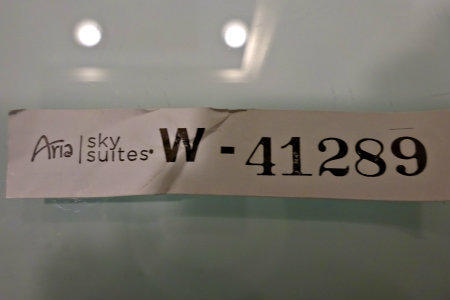 Aria | sky suites® W - 41289